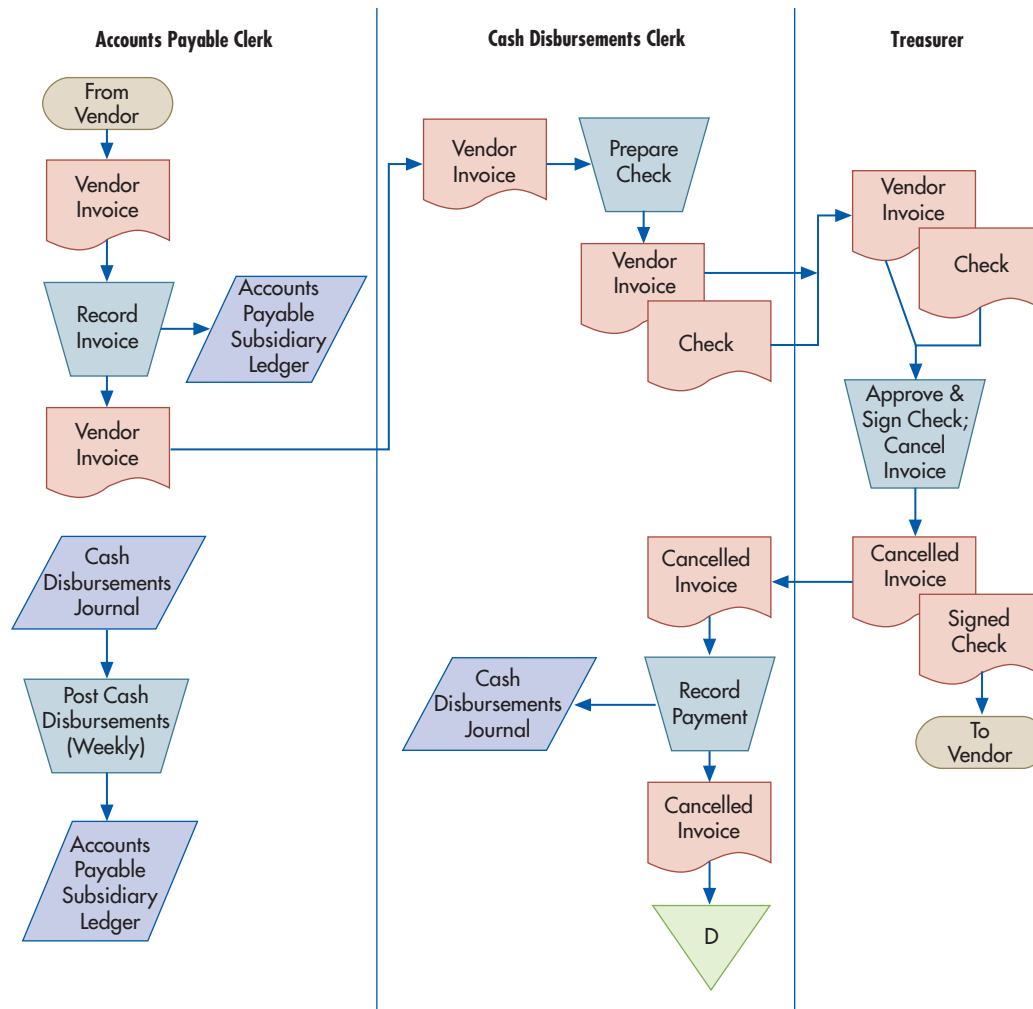 Accounts Payable Clerk
From
Vendor
Vendor
Invoice
Record
Invoice
Accounts
Payable
Subsidiary
Ledger
Vendor
Invoice
Cash
Disbursements
Journal
Post Cash
Disbursements
(Weekly)
Accounts
Payable
Subsidiary
Ledger
Cash Disbursements Clerk
Vendor
Invoice
Prepare
Check
Vendor
Invoice
Check
Cancelled
Invoice
Record
Payment
Cash
Disbursements
Journal
Cancelled
Invoice
D
Treasurer
Vendor
Invoice
Check
Approve &
Sign Check;
Cancel
Invoice
Cancelled
Invoice
Signed
Check
To
Vendor